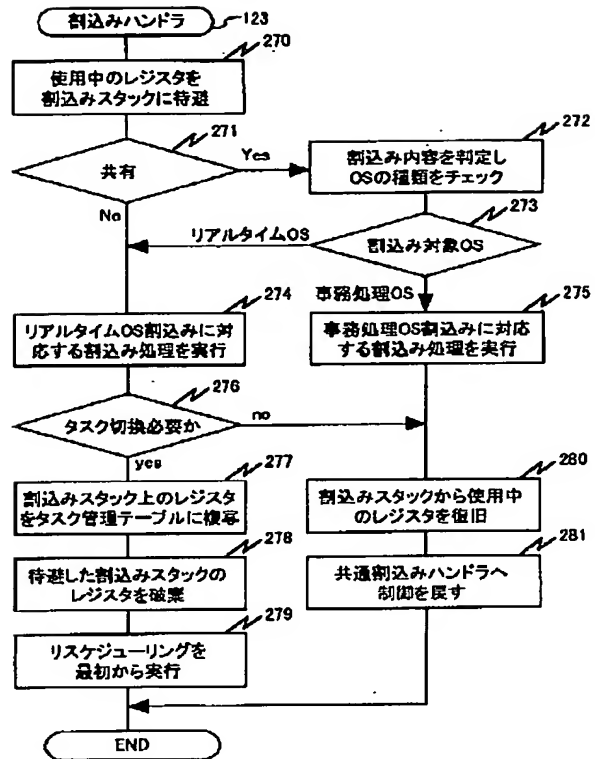 割込みハンドラ
123
270
使用中のレジスタを
割込みスタックに待避
271
共有
Yes
No
272
割込み内容を判定し
OSの種類をチェック
273
割込み対象OS
リアルタイムOS
事務処理OS
274
リアルタイムOS割込みに対
応する割込み処理を実行
275
事務処理OS割込みに対応
する割込み処理を実行
276
タスク切換必要か
no
yes
277
割込みスタック上のレジスタ
をタスク管理テーブルに複写
278
待避した割込みスタックの
レジスタを破棄
279
リスケジューリングを
最初から実行
280
割込みスタックから使用中
のレジスタを復旧
281
共通割込みハンドラへ
制御を戻す
END